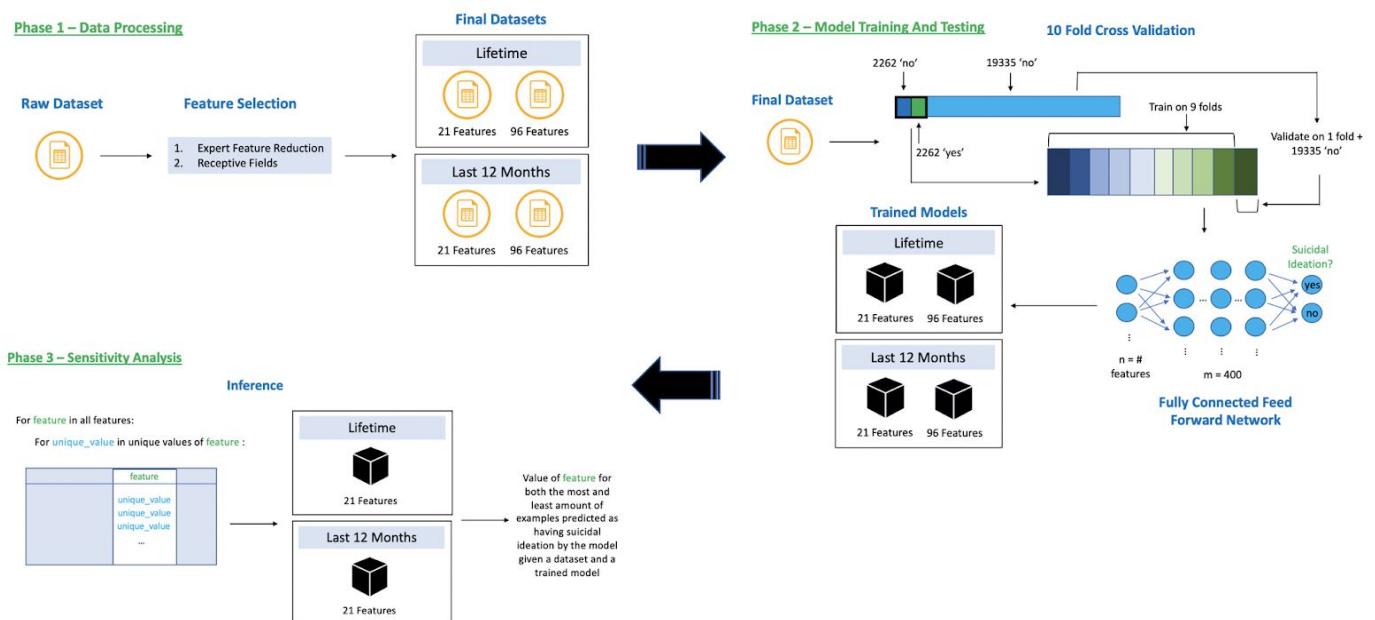 Phase 1 – Data Processing
Raw Dataset
Feature Selection
1. Expert Feature Reduction
2. Receptive Fields
Final Datasets
Lifetime
21 Features 96 Features
Last 12 Months
21 Features 96 Features
Phase 2 – Model Training And Testing
10 Fold Cross Validation
Final Dataset
2262 'no' 19335 'no'
2262 'yes'
Train on 9 folds
Validate on 1 fold +
19335 'no'
Suicidal
Ideation?
yes
... ...
no
n = #
features
m = 400
Fully Connected Feed
Forward Network
Trained Models
Lifetime
21 Features 96 Features
Last 12 Months
21 Features 96 Features
Phase 3 – Sensitivity Analysis
Inference
For feature in all features:
For unique_value in unique values of feature :
feature
unique_value
unique_value
unique_value
...
Lifetime
21 Features
Last 12 Months
21 Features
Value of feature for
both the most and
least amount of
examples predicted as
having suicidal
ideation by the model
given a dataset and a
trained model